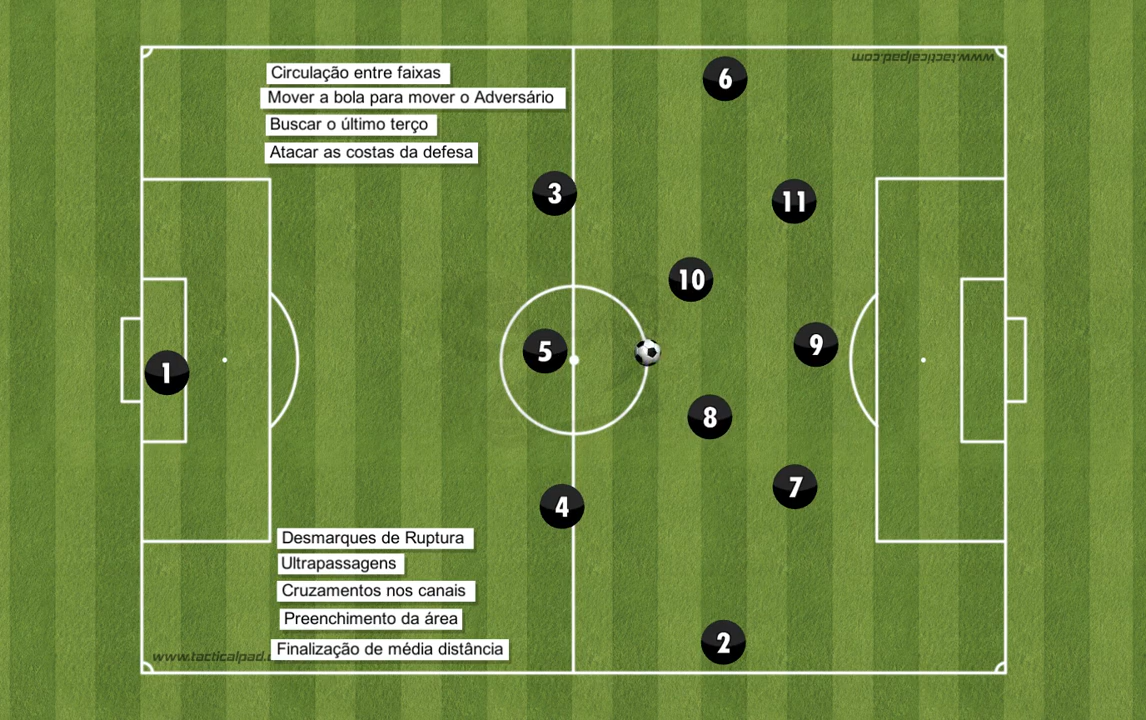 www.tacticalpad.com
Circulação entre faixas
Mover a bola para mover o Adversário
Buscar o último terço
Atacar as costas da defesa
6
3
11
10
5
9
1
8
7
4
Desmarques de Ruptura
Ultrapassagens
Cruzamentos nos canais
Preenchimento da área
2
Finalização de média distância
www.tacticalpad.c